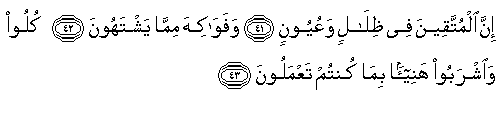 إِنَّ ٱلْمُتَّقِينَ فِى ظِلَـٰلٍ وَعُيُونٍ ٤١ وَفَوَٰكِهَ مِمَّا يَشْتَهُونَ ٤٢ كُلُوا۟
وَٱشْرَبُوا۟ هَنِيٓـًٔۢا بِمَا كُنتُمْ تَعْمَلُونَ ٤٣